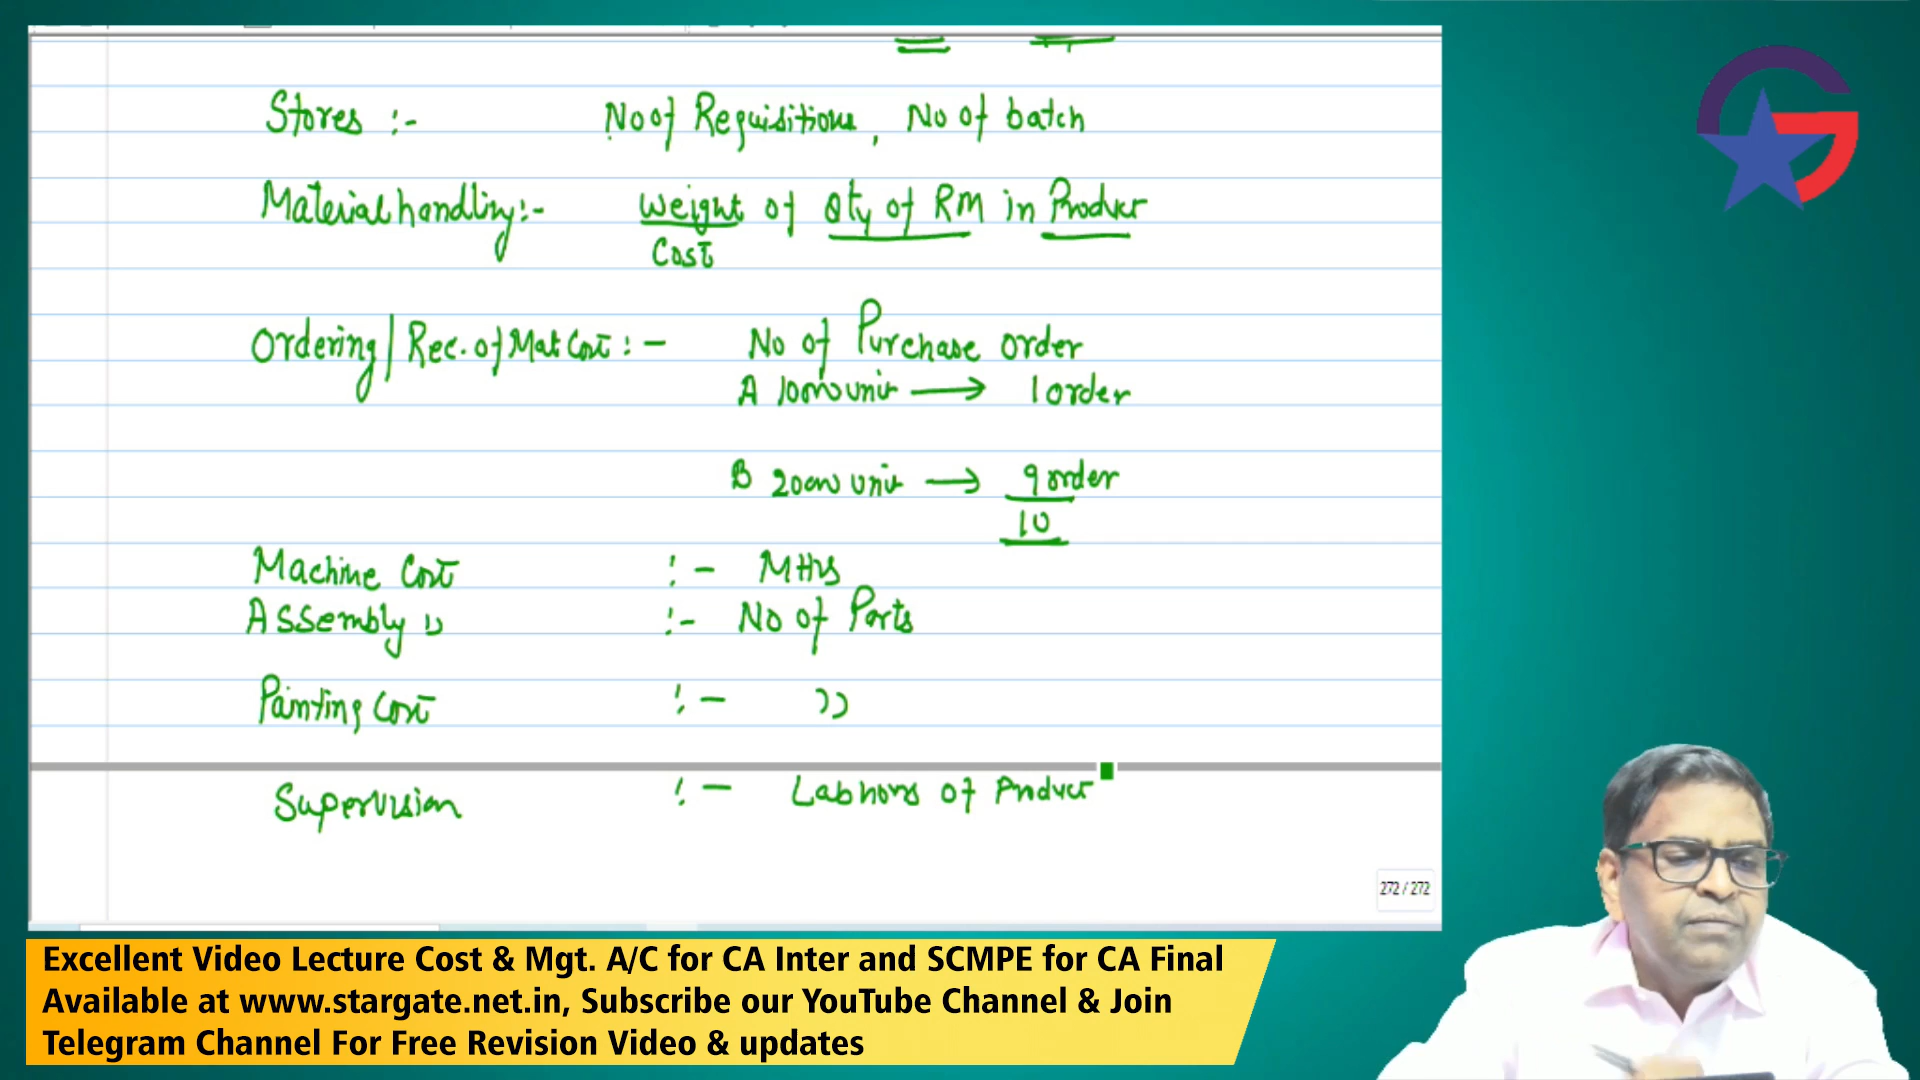 Stores :- No of Requisitions, No of batch
Material handling :- Weight of Qty of RM in Product
Cost
Ordering / Rec. of Mat Cost :- No of Purchase order
A 10000 unit → 1 order
B 20000 unit → 9 order
10
Machine Cost :- MHrs
Assembly " :- No of Parts
Painting Cost :- "
Supervision :- Lab hours of Product
272 / 272
Excellent Video Lecture Cost & Mgt. A/C for CA Inter and SCMPE for CA Final
Available at www.stargate.net.in, Subscribe our YouTube Channel & Join
Telegram Channel For Free Revision Video & updates